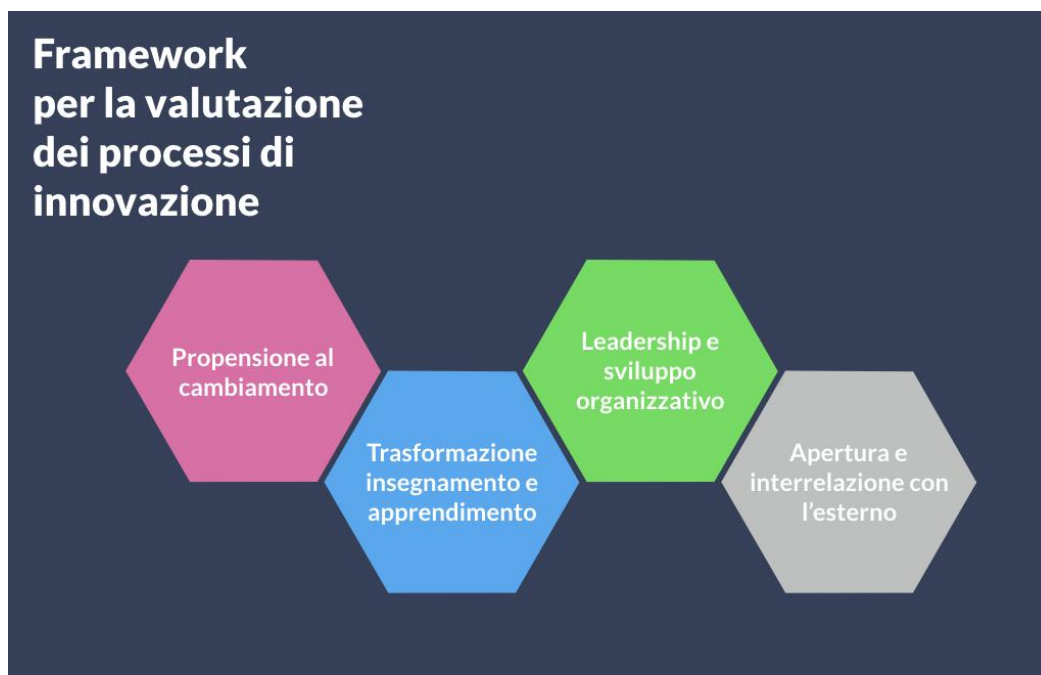 Framework
per la valutazione
dei processi di
innovazione
Propensione al
cambiamento
Trasformazione
insegnamento e
apprendimento
Leadership e
sviluppo
organizzativo
Apertura e
interrelazione con
l'esterno